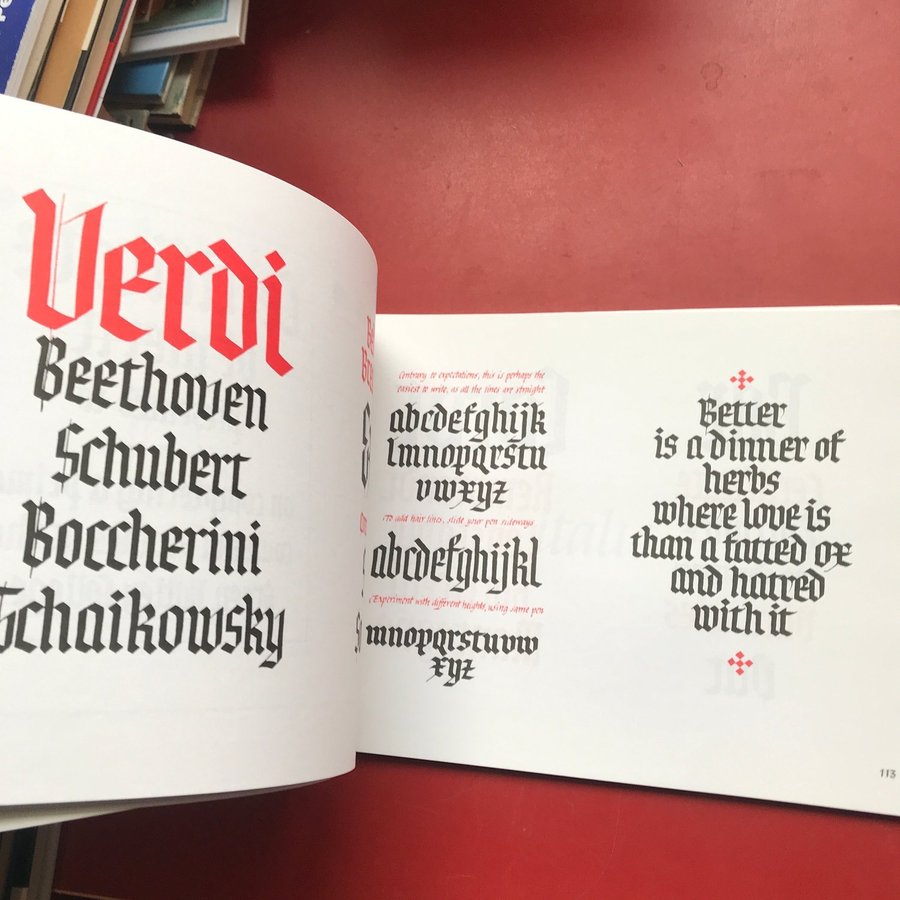 Verdi
Beethoven
Schubert
Boccherini
Tschaikowsky
Contrary to expectations, this is perhaps the
easiest to write, as all the lines are straight
abcdefghijk
lmnopqrstu
vwxyz
To add hair lines, slide your pen sideways
abcdefghijkl
Experiment with different heights, using same pen
mnopqrstuvw
xyz
Better
is a dinner of
herbs
where love is
than a fatted ox
and hatred
with it
113